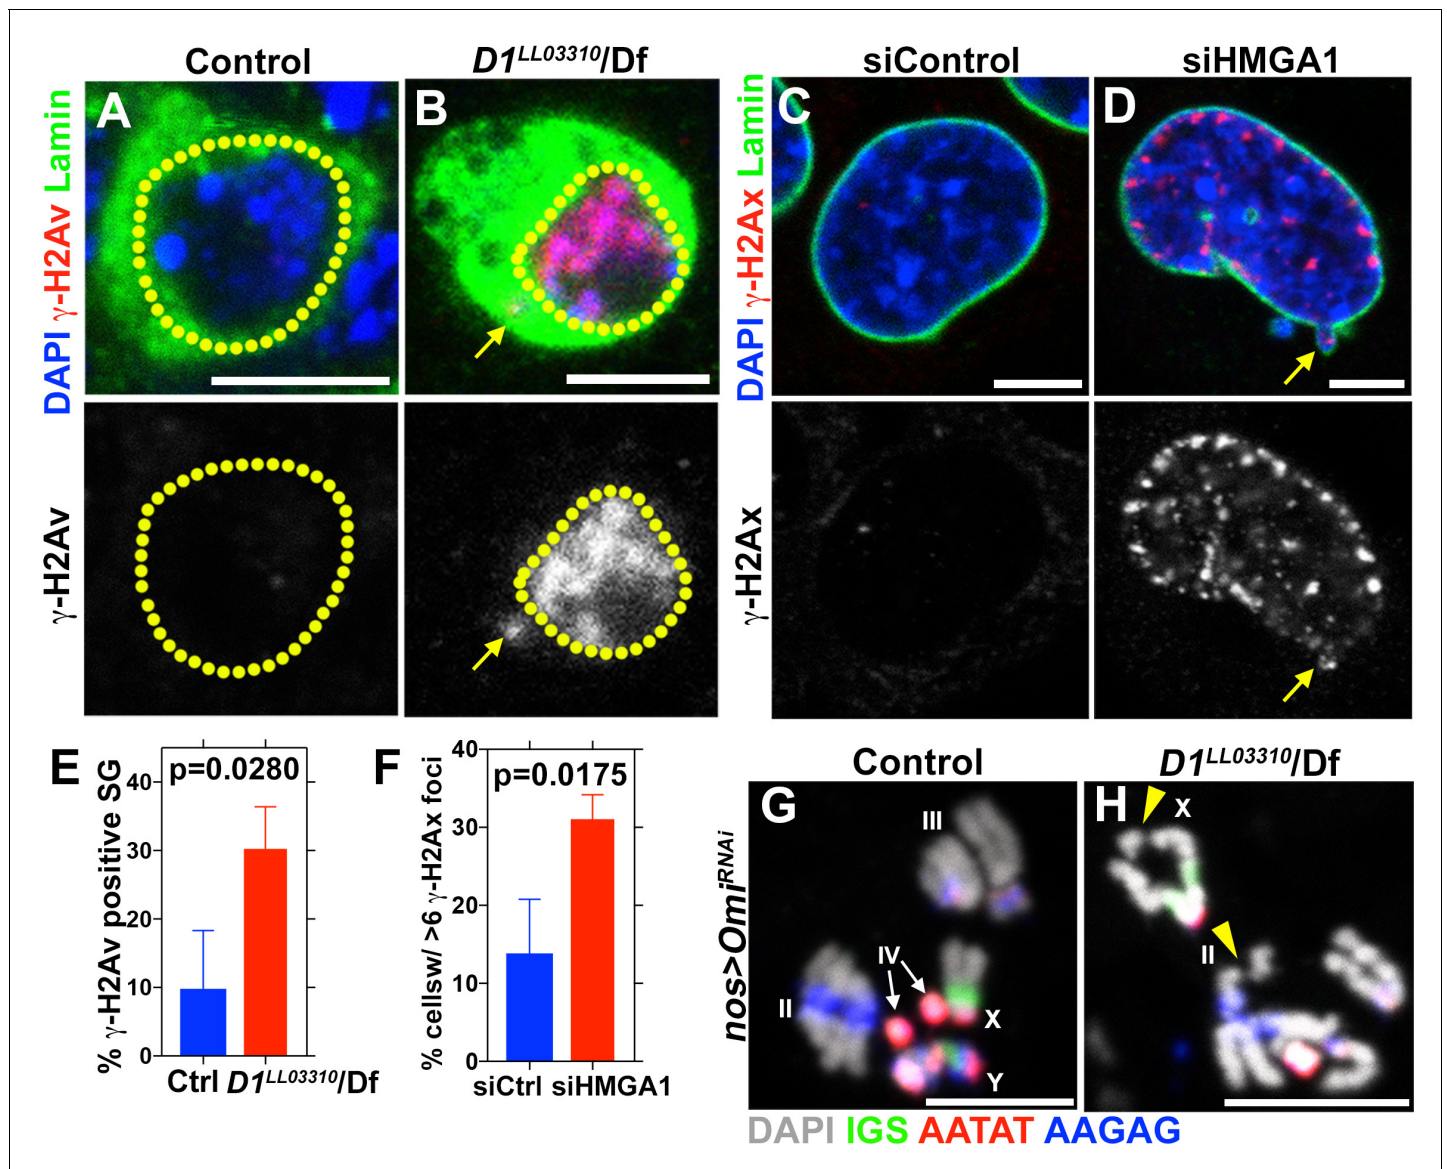 Control
D1LL03310/Df
siControl
siHMGA1
DAPI γ-H2Av Lamin
A
B
DAPI γ-H2Ax Lamin
C
D
γ-H2Av
γ-H2Ax
E
% γ-H2Av positive SG
p=0.0280
40
30
20
10
0
Ctrl D1LL03310/Df
F
% cellsw/ >6 γ-H2Ax foci
p=0.0175
40
30
20
10
0
siCtrl siHMGA1
Control
D1LL03310/Df
nos>OmiRNAi
G
III
IV
II
X
Y
H
X
II
DAPI IGS AATAT AAGAG